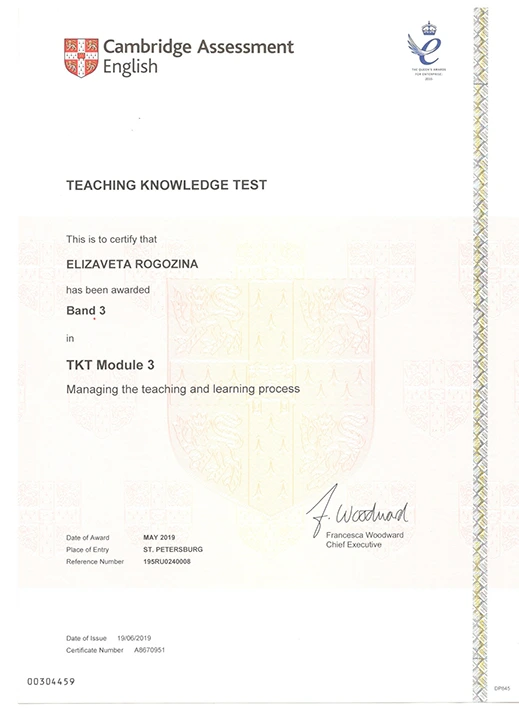 Cambridge Assessment
English
THE QUEEN'S AWARDS
FOR ENTERPRISE
TEACHING KNOWLEDGE TEST
This is to certify that
ELIZAVETA ROGOZINA
has been awarded
Band 3
in
TKT Module 3
Managing the teaching and learning process
F. Woodward
Francesca Woodward
Chief Executive
Date of Award MAY 2019
Place of Entry ST. PETERSBURG
Reference Number 195RU0240008
Date of Issue 19/06/2019
Certificate Number A8670951
00304459
DP645